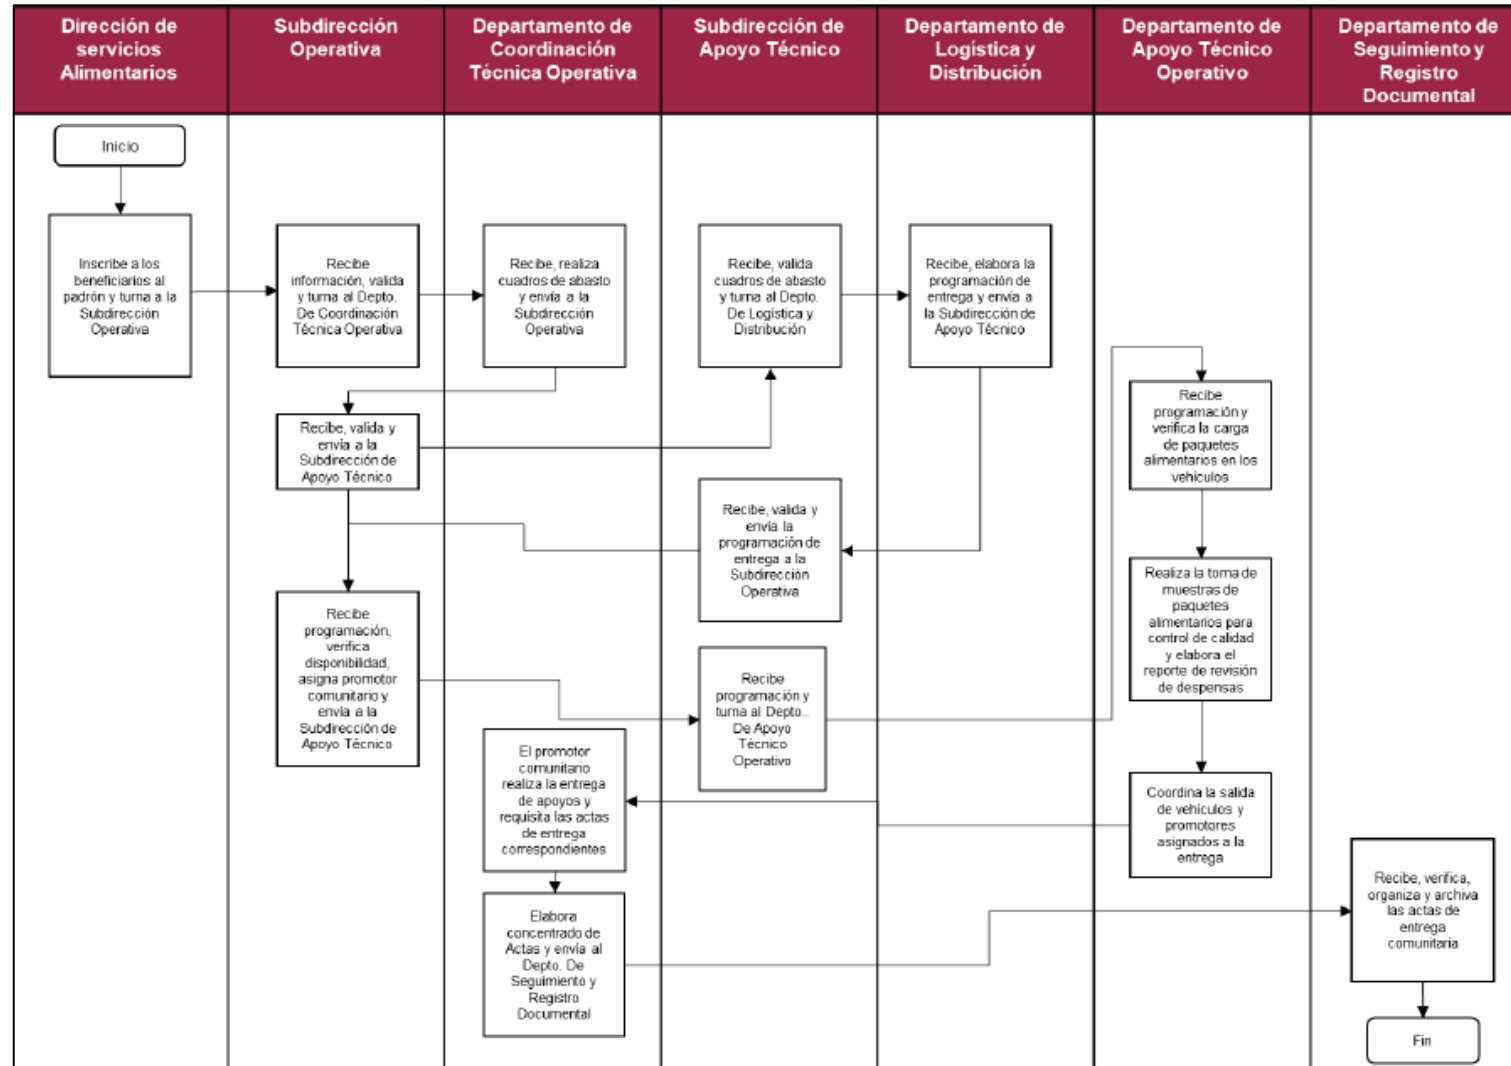 Dirección de
servicios
Alimentarios
Subdirección
Operativa
Departamento de
Coordinación
Técnica Operativa
Subdirección de
Apoyo Técnico
Departamento de
Logística y
Distribución
Departamento de
Apoyo Técnico
Operativo
Departamento de
Seguimiento y
Registro
Documental
Inicio
Inscribe a los
beneficiarios al
padrón y turna a la
Subdirección
Operativa
Recibe
información, valida
y turna al Depto.
De Coordinación
Técnica Operativa
Recibe, realiza
cuadros de abasto
y envía a la
Subdirección
Operativa
Recibe, valida y
envía a la
Subdirección de
Apoyo Técnico
Recibe, valida
cuadros de abasto
y turna al Depto.
De Logística y
Distribución
Recibe, elabora la
programación de
entrega y envía a
la Subdirección de
Apoyo Técnico
Recibe, valida y
envía la
programación de
entrega a la
Subdirección
Operativa
Recibe
programación,
verifica
disponibilidad,
asigna promotor
comunitario y
envía a la
Subdirección de
Apoyo Técnico
Recibe
programación y
turna al Depto..
De Apoyo
Técnico
Operativo
Recibe
programación y
verifica la carga
de paquetes
alimentarios en los
vehículos
Realiza la toma de
muestras de
paquetes
alimentarios para
control de calidad
y elabora el
reporte de revisión
de despensas
Coordina la salida
de vehículos y
promotores
asignados a la
entrega
El promotor
comunitario
realiza la entrega
de apoyos y
requisita las actas
de entrega
correspondientes
Elabora
concentrado de
Actas y envía al
Depto. De
Seguimiento y
Registro
Documental
Recibe, verifica,
organiza y archiva
las actas de
entrega
comunitaria
Fin